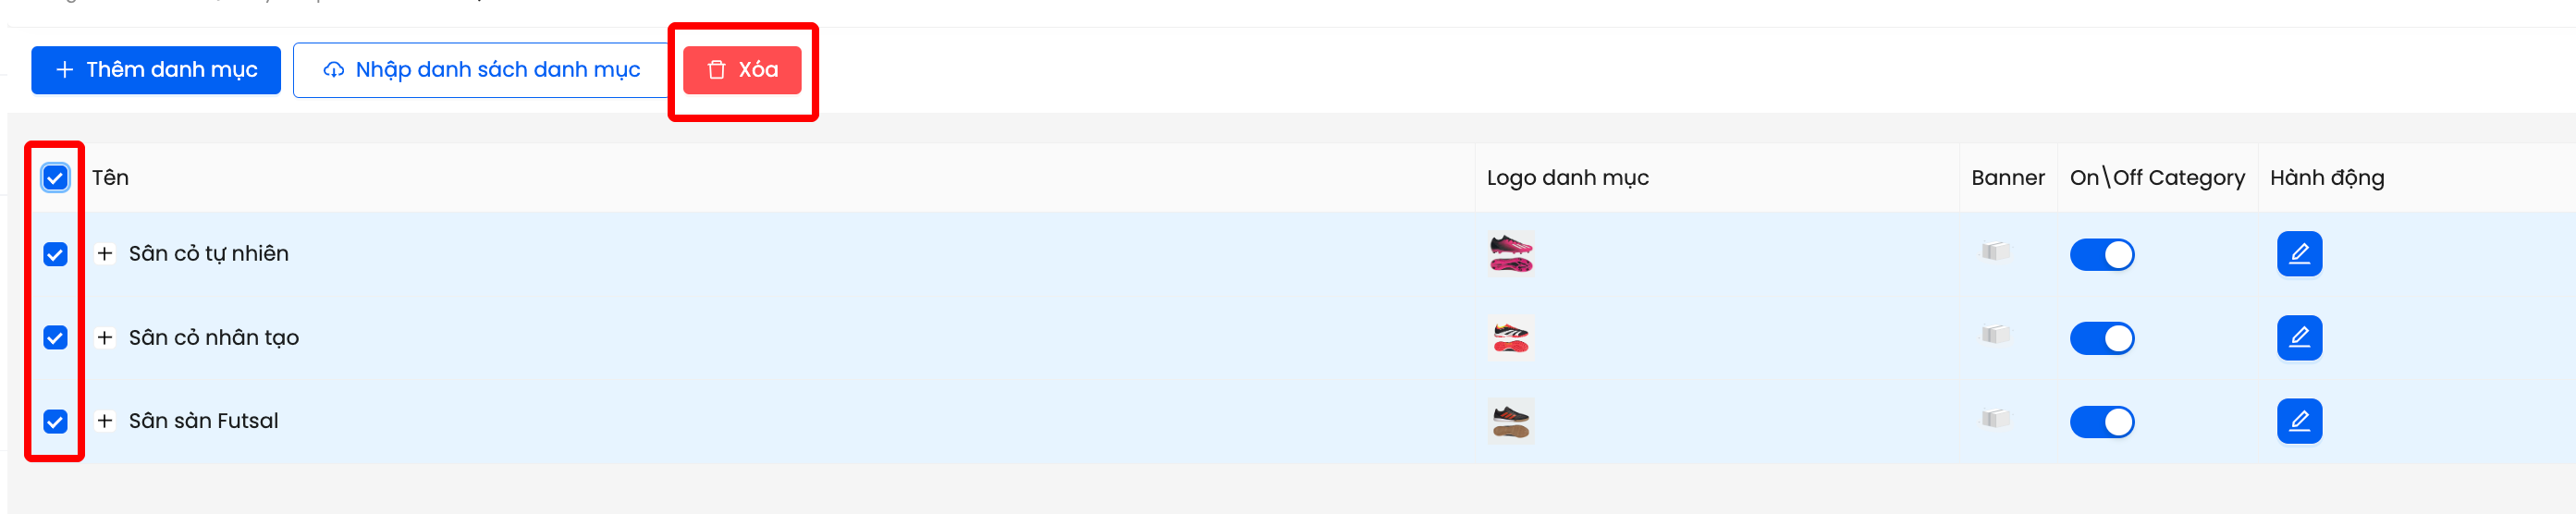 Thêm danh mục
Nhập danh sách danh mục
Xóa
Tên
Logo danh mục
Banner
On\Off Category
Hành động
Sân cỏ tự nhiên
Sân cỏ nhân tạo
Sân sàn Futsal